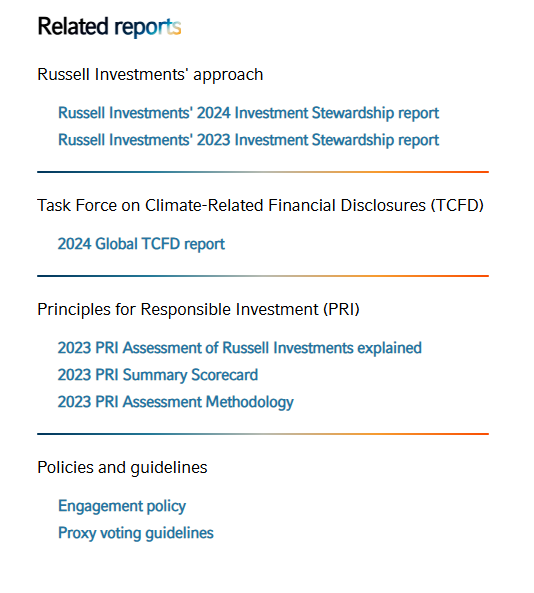 Related reports
Russell Investments' approach
Russell Investments' 2024 Investment Stewardship report
Russell Investments' 2023 Investment Stewardship report
Task Force on Climate-Related Financial Disclosures (TCFD)
2024 Global TCFD report
Principles for Responsible Investment (PRI)
2023 PRI Assessment of Russell Investments explained
2023 PRI Summary Scorecard
2023 PRI Assessment Methodology
Policies and guidelines
Engagement policy
Proxy voting guidelines